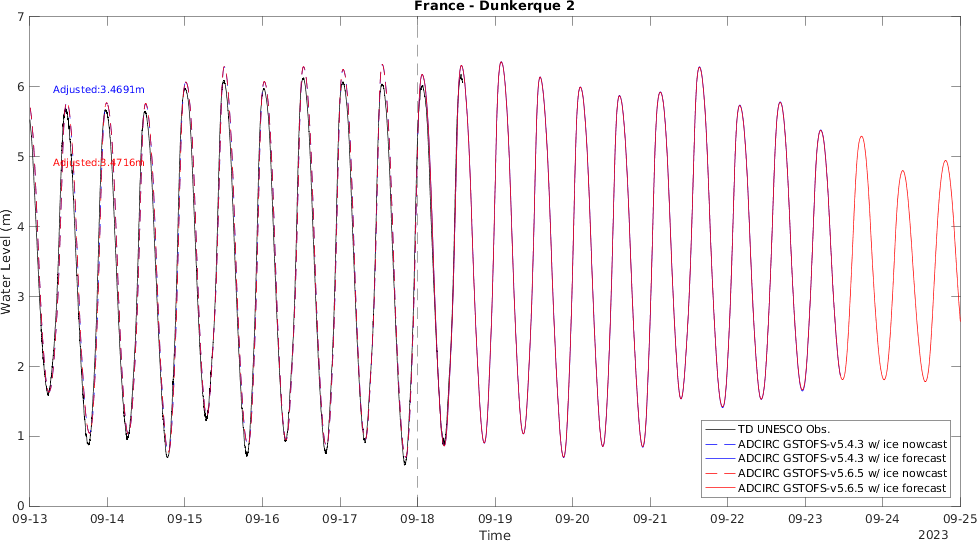 France - Dunkerque 2
7
6
5
4
3
2
1
0
Water Level (m)
Adjusted:3.4691m
Adjusted:3.4716m
TD UNESCO Obs.
ADCIRC GSTOFS-v5.4.3 w/ ice nowcast
ADCIRC GSTOFS-v5.4.3 w/ ice forecast
ADCIRC GSTOFS-v5.6.5 w/ ice nowcast
ADCIRC GSTOFS-v5.6.5 w/ ice forecast
09-13 09-14 09-15 09-16 09-17 09-18 09-19 09-20 09-21 09-22 09-23 09-24 09-25
Time
2023